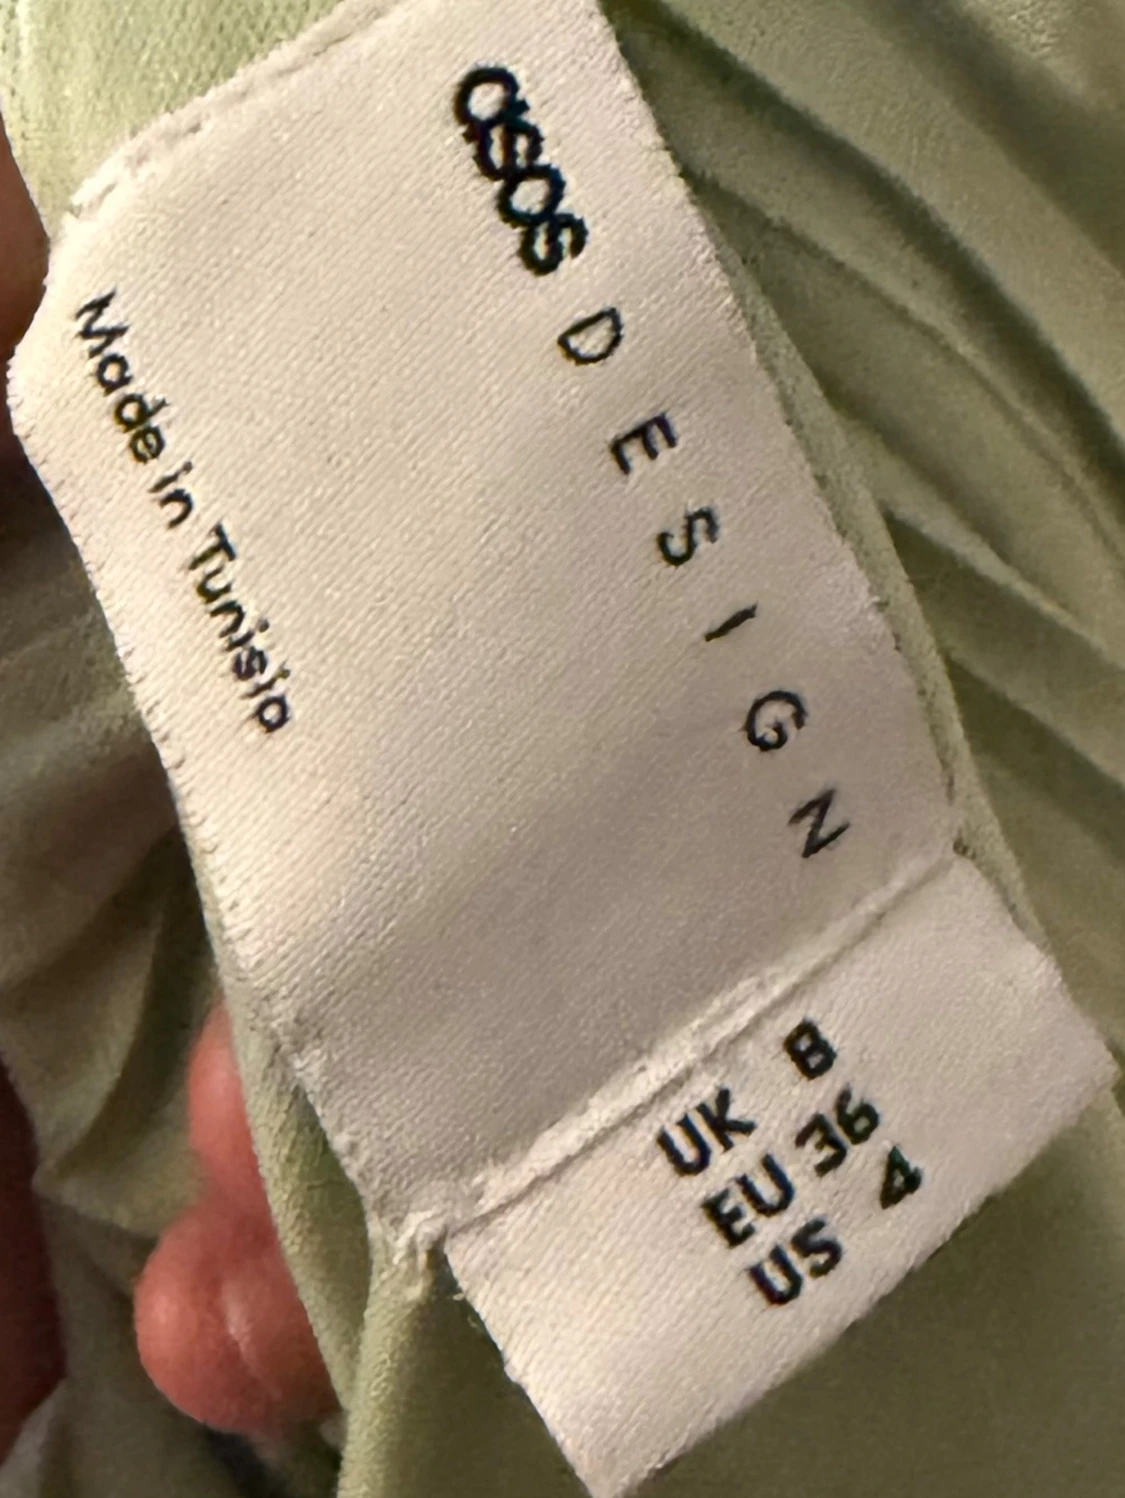 asos DESIGN
Made in Tunisia
UK 8
EU 36
US 4